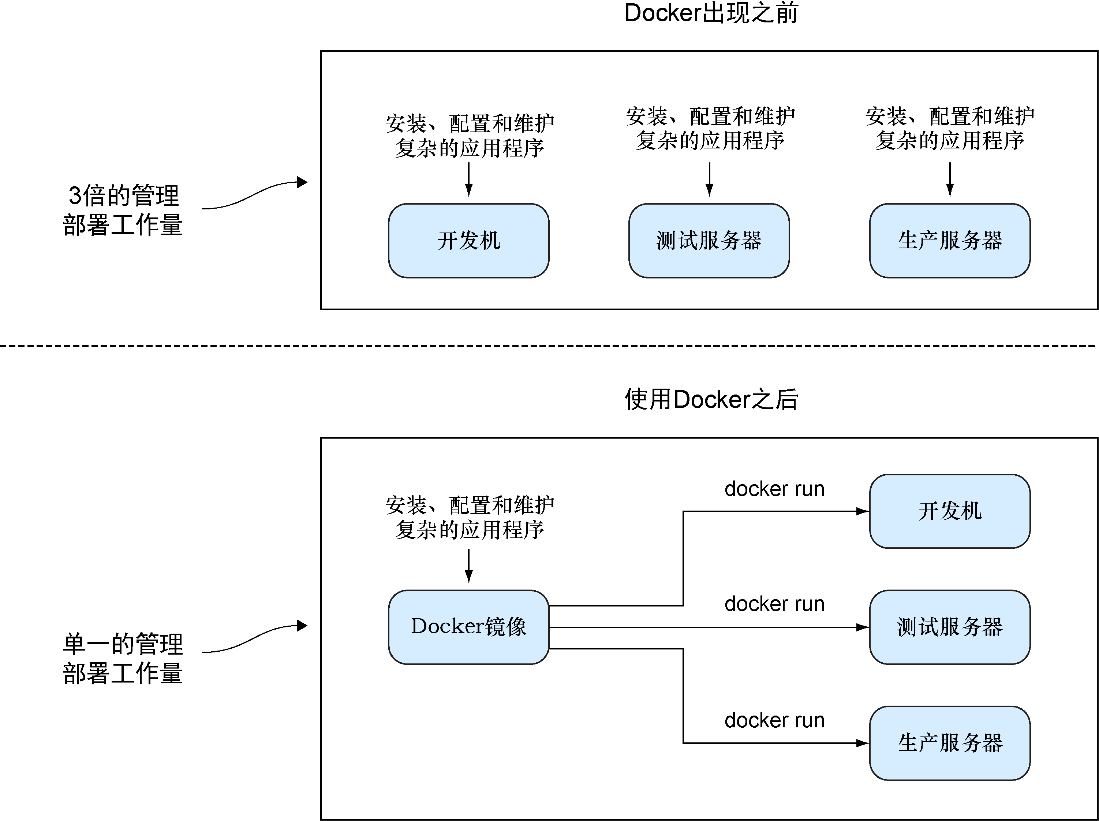 Docker出现之前
安装、配置和维护
复杂的应用程序
安装、配置和维护
复杂的应用程序
安装、配置和维护
复杂的应用程序
3倍的管理
部署工作量
开发机
测试服务器
生产服务器
使用Docker之后
安装、配置和维护
复杂的应用程序
docker run
开发机
单一的管理
部署工作量
Docker镜像
docker run
测试服务器
docker run
生产服务器